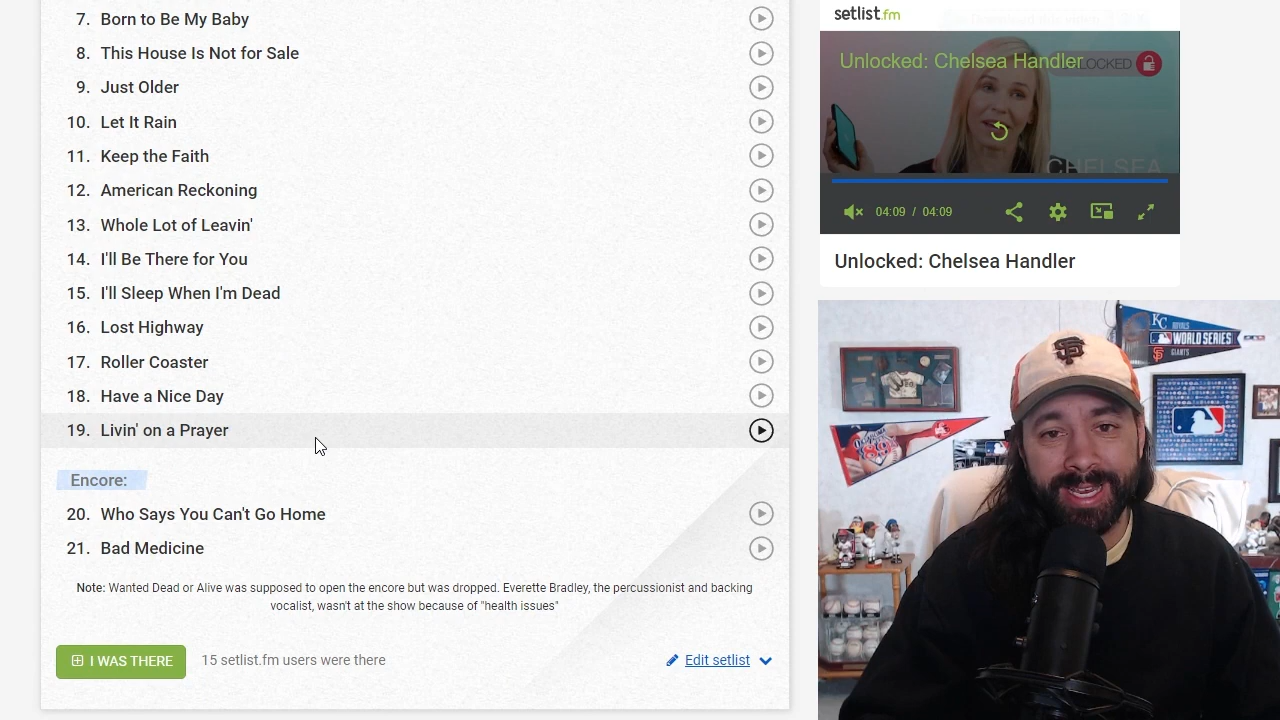 7. Born to Be My Baby
8. This House Is Not for Sale
9. Just Older
10. Let It Rain
11. Keep the Faith
12. American Reckoning
13. Whole Lot of Leavin'
14. I'll Be There for You
15. I'll Sleep When I'm Dead
16. Lost Highway
17. Roller Coaster
18. Have a Nice Day
19. Livin' on a Prayer
Encore:
20. Who Says You Can't Go Home
21. Bad Medicine
Note: Wanted Dead or Alive was supposed to open the encore but was dropped. Everette Bradley, the percussionist and backing
vocalist, wasn't at the show because of "health issues"
I WAS THERE
15 setlist.fm users were there
Edit setlist
setlist.fm
Unlocked: Chelsea Handler
LOCKED
CHELSEA
04:09 / 04:09
Unlocked: Chelsea Handler
KC
ROYALS
WORLD SERIES
GIANTS
SF